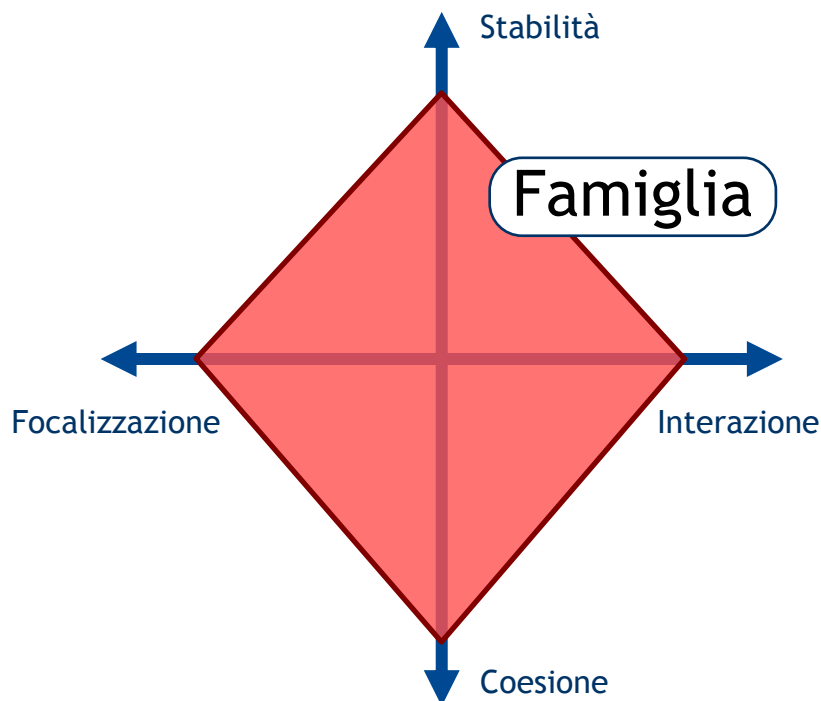 Stabilità
Famiglia
Focalizzazione
Interazione
Coesione